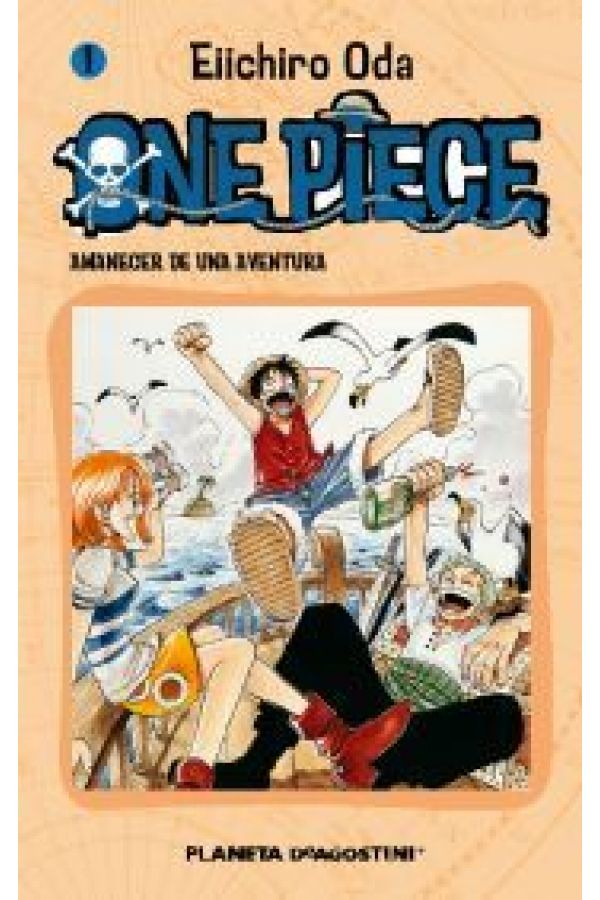 1
Eiichiro Oda
ONE PIECE
AMANECER DE UNA AVENTURA
PLANETA DEAGOSTINI